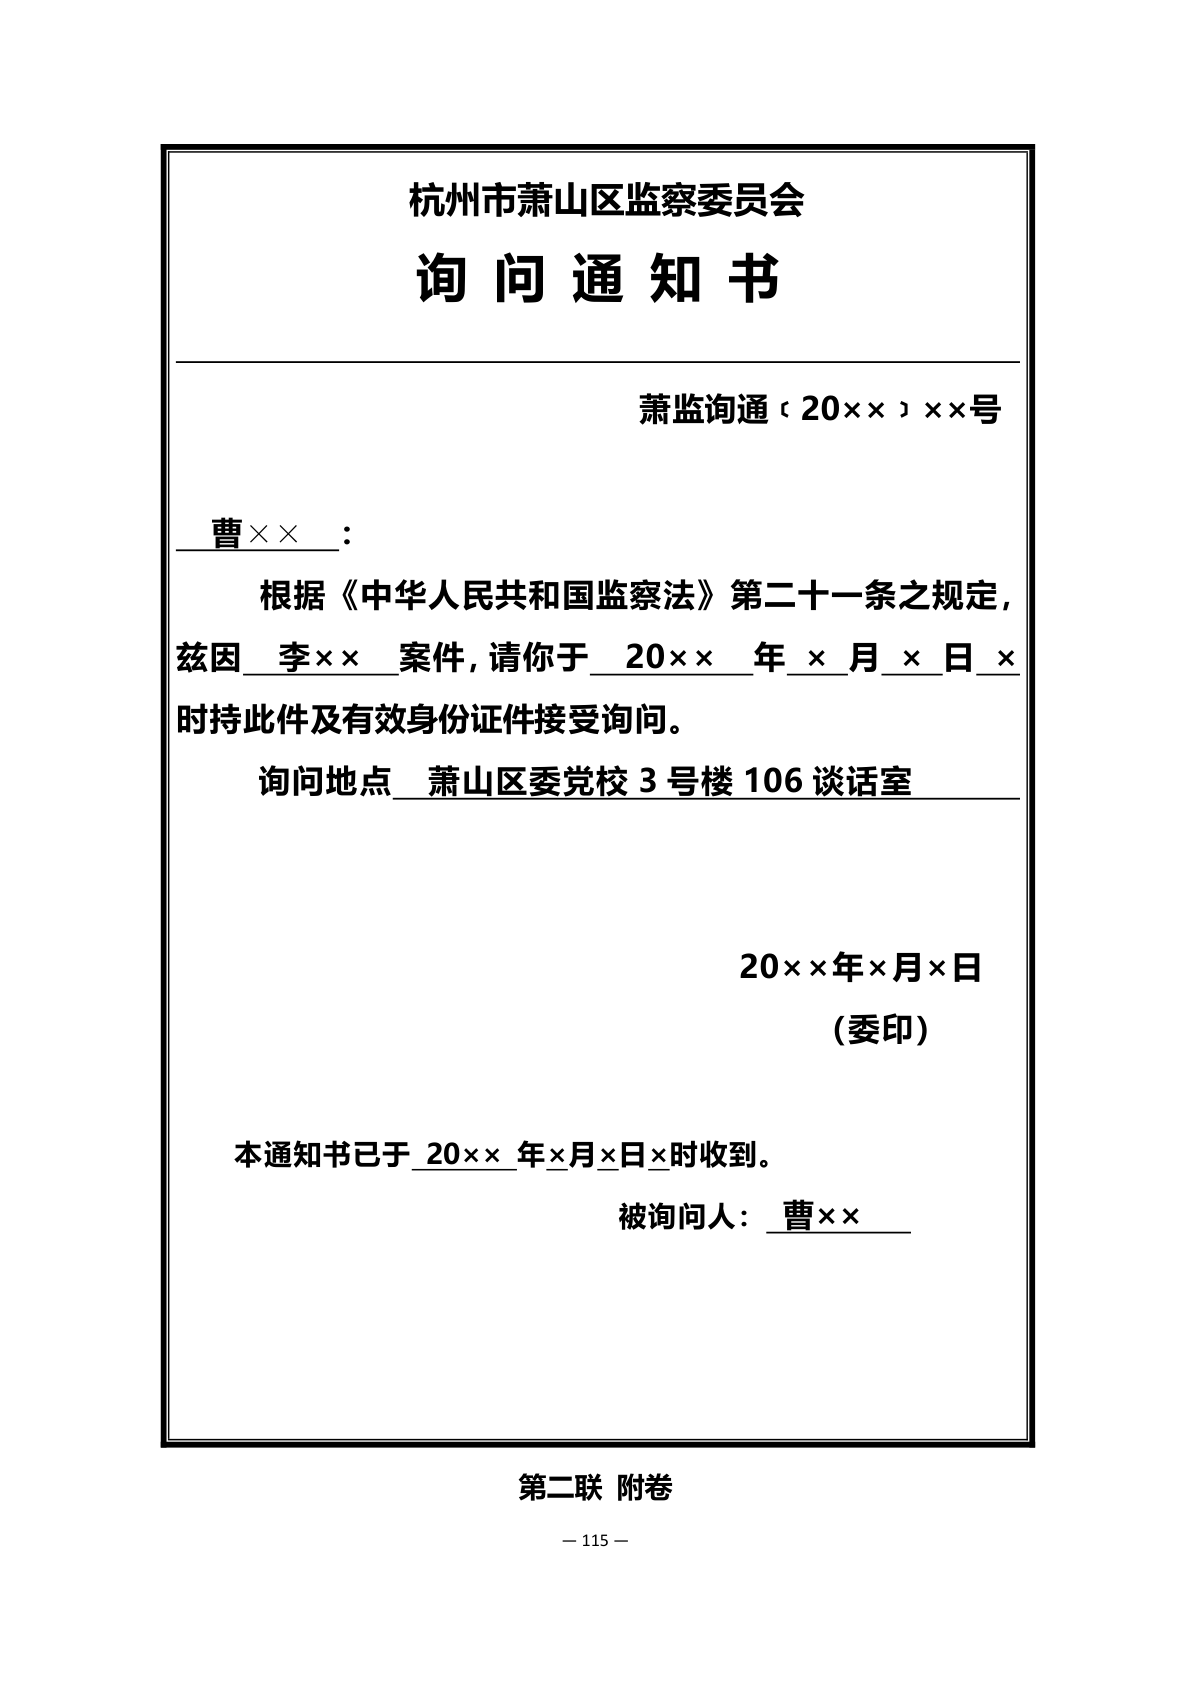 杭州市萧山区监察委员会
询问通知书
萧监询通﹝20××﹞××号
曹××：
根据《中华人民共和国监察法》第二十一条之规定，
兹因 李×× 案件，请你于 20×× 年 × 月 × 日 ×
时持此件及有效身份证件接受询问。
询问地点 萧山区委党校 3 号楼 106 谈话室
20××年×月×日
（委印）
本通知书已于 20×× 年×月×日×时收到。
被询问人： 曹××
第二联 附卷
— 115 —